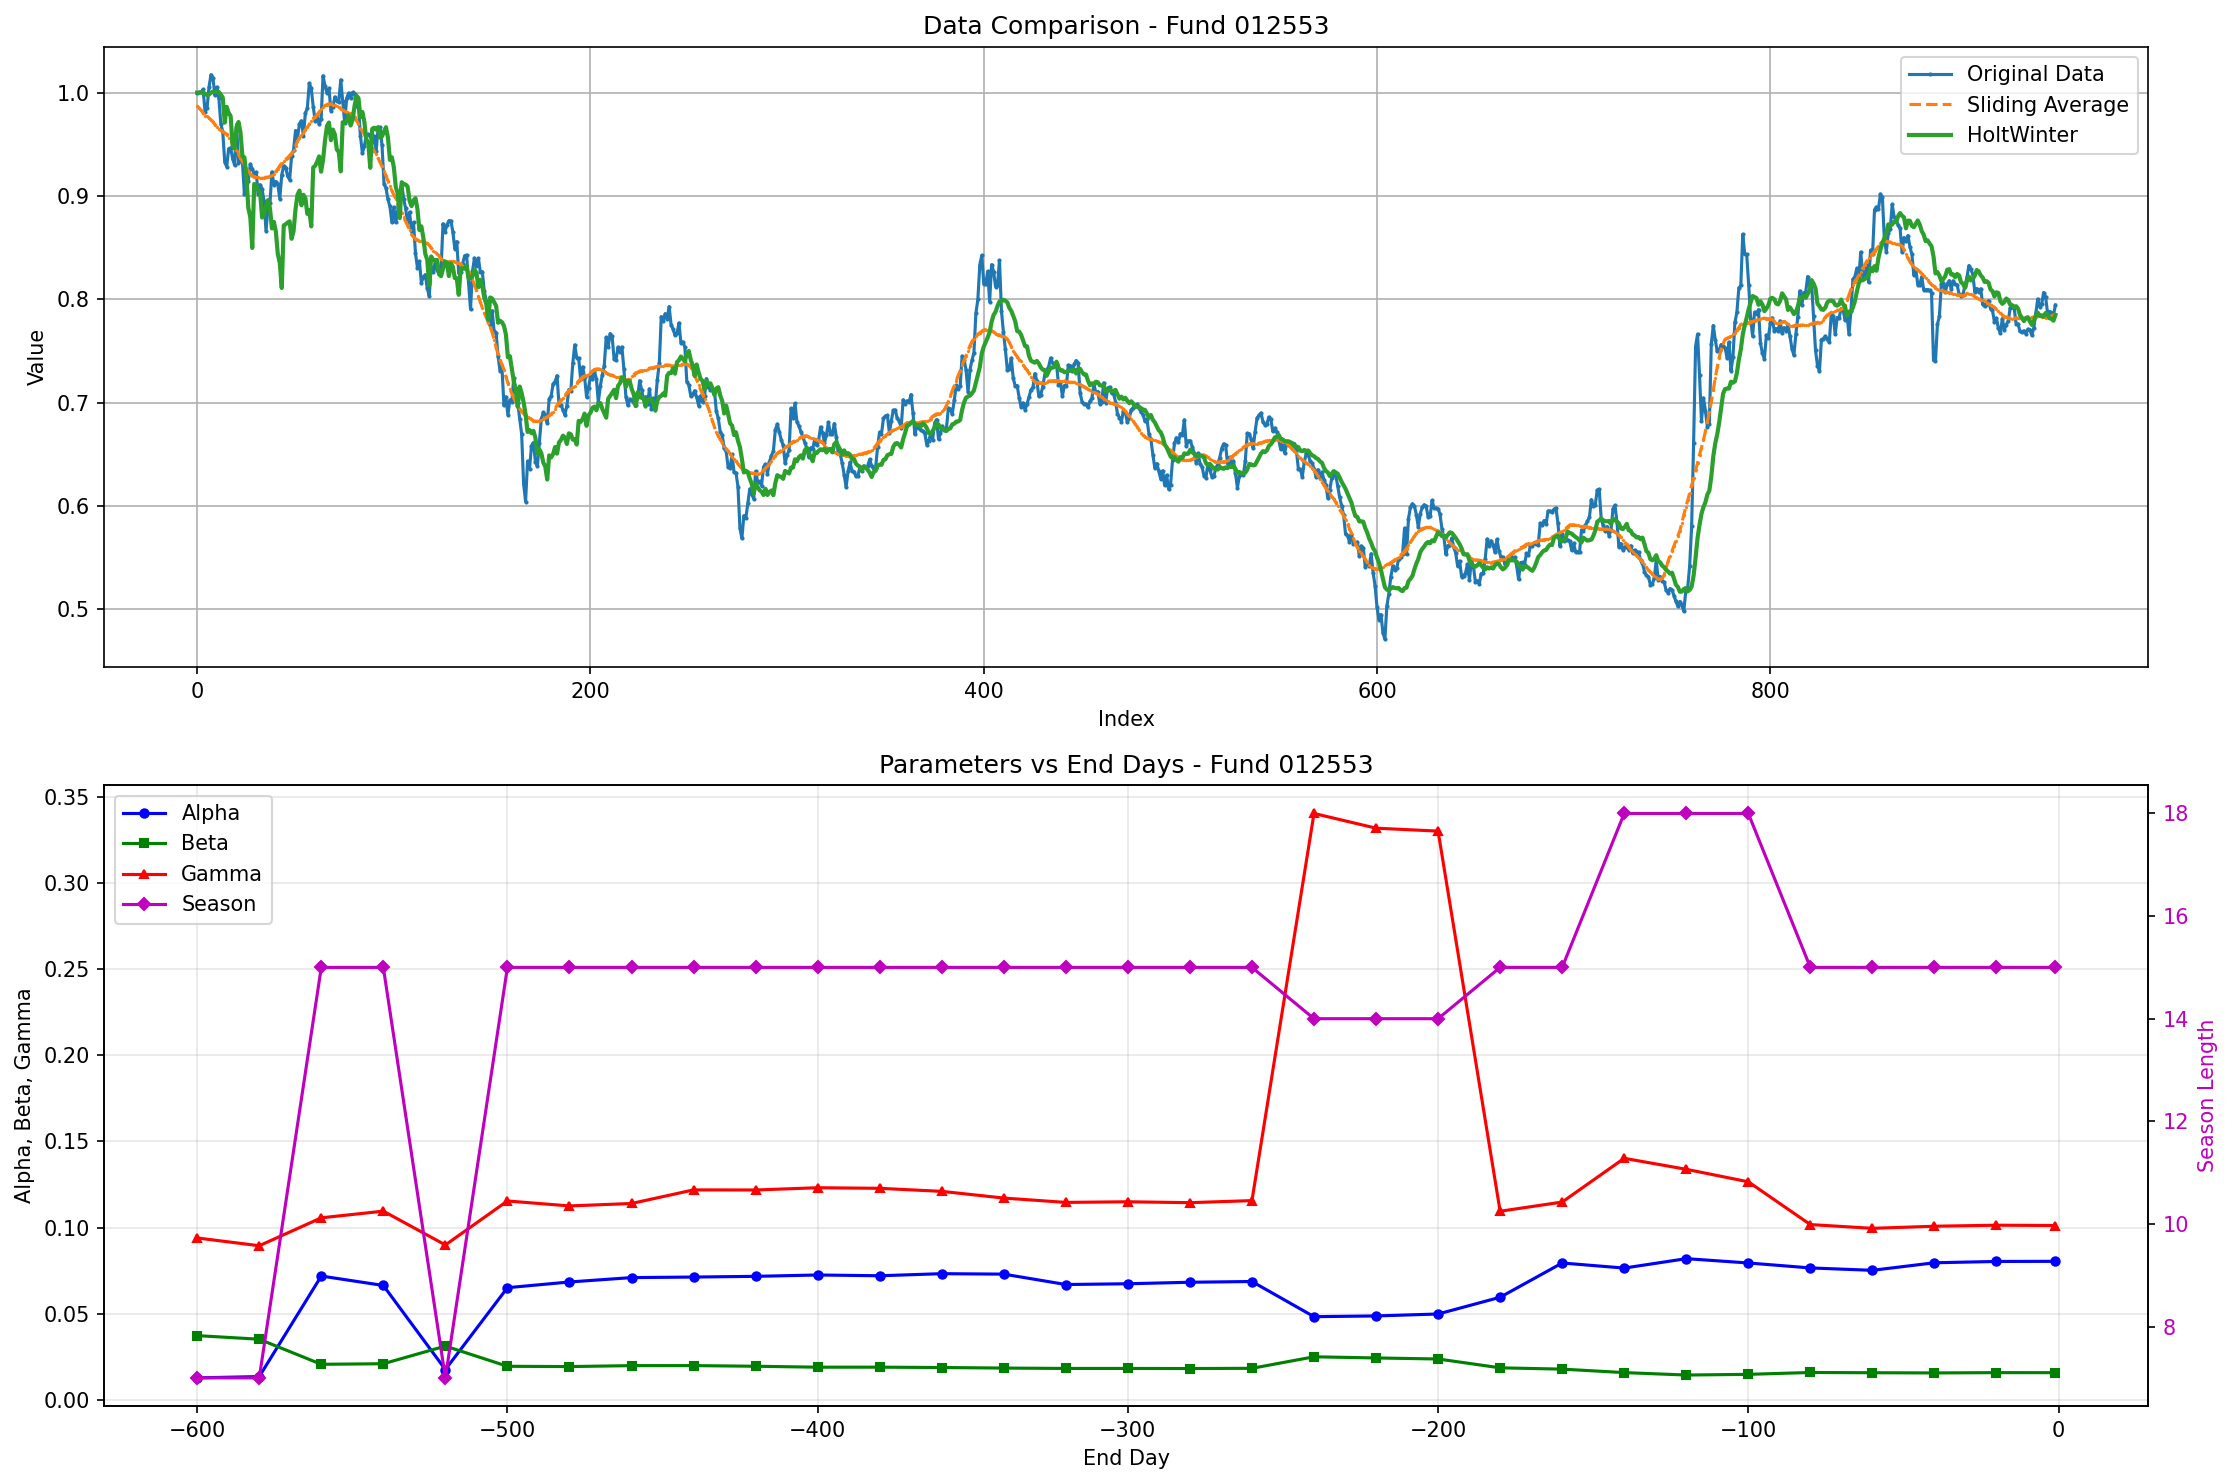 Data Comparison - Fund 012553
Original Data
Sliding Average
HoltWinter
Value
1.0
0.9
0.8
0.7
0.6
0.5
0
200
400
600
800
Index
Parameters vs End Days - Fund 012553
Alpha
Beta
Gamma
Season
Alpha, Beta, Gamma
0.35
0.30
0.25
0.20
0.15
0.10
0.05
0.00
18
16
14
12
10
8
Season Length
−600
−500
−400
−300
−200
−100
0
End Day